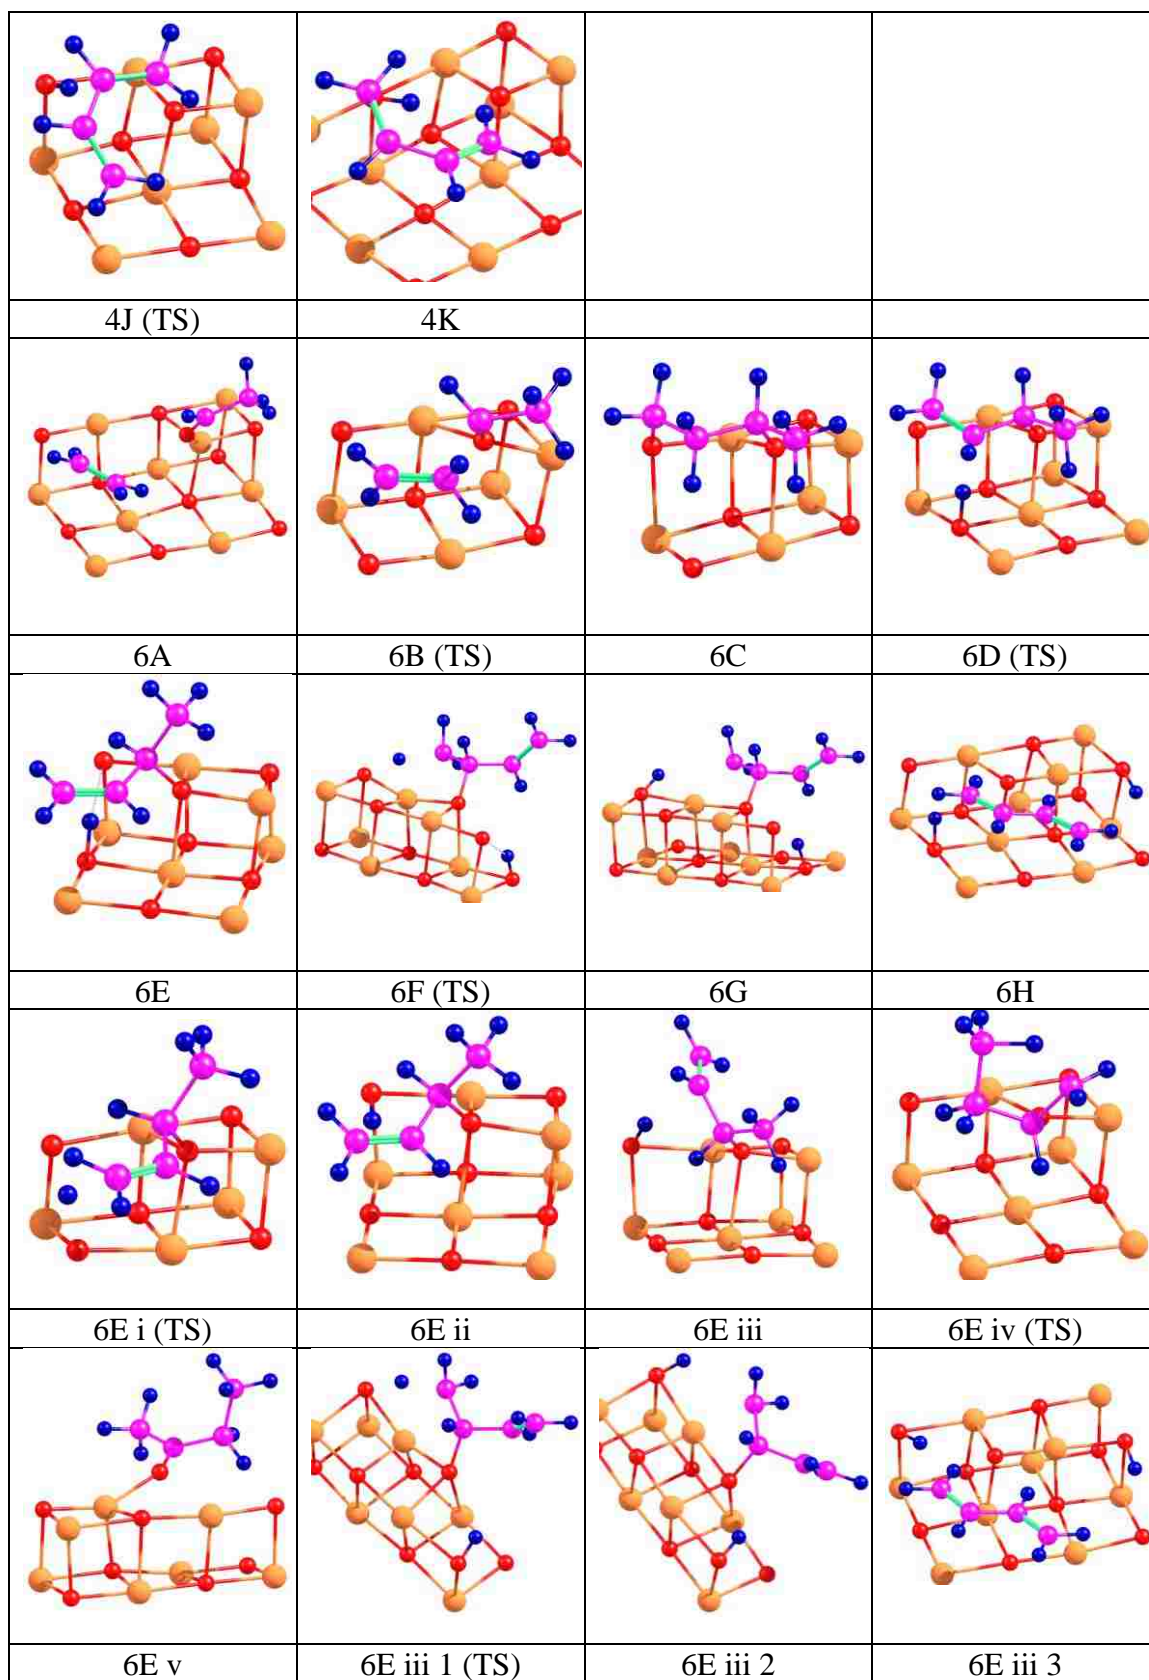 4J (TS) 4K
6A 6B (TS) 6C 6D (TS)
6E 6F (TS) 6G 6H
6E i (TS) 6E ii 6E iii 6E iv (TS)
6E v 6E iii 1 (TS) 6E iii 2 6E iii 3